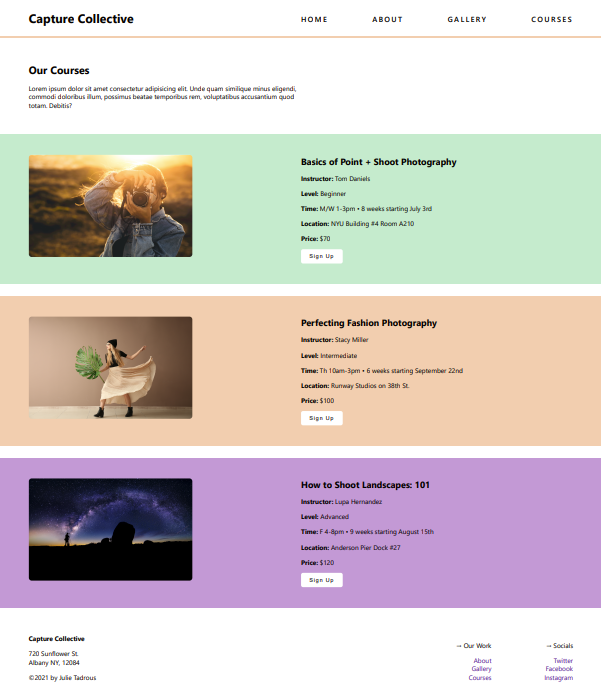 Capture Collective
HOME ABOUT GALLERY COURSES
Our Courses
Lorem ipsum dolor sit amet consectetur adipisicing elit. Unde quam similique minus eligendi,
commodi doloribus illum, possimus beatae temporibus rem, voluptatibus accusantium quod
totam. Debitis?
Basics of Point + Shoot Photography
Instructor: Tom Daniels
Level: Beginner
Time: M/W 1-3pm • 8 weeks starting July 3rd
Location: NYU Building #4 Room A210
Price: $70
Sign Up
Perfecting Fashion Photography
Instructor: Stacy Miller
Level: Intermediate
Time: Th 10am-3pm • 6 weeks starting September 22nd
Location: Runway Studios on 38th St.
Price: $100
Sign Up
How to Shoot Landscapes: 101
Instructor: Lupa Hernandez
Level: Advanced
Time: F 4-8pm • 9 weeks starting August 15th
Location: Anderson Pier Dock #27
Price: $120
Sign Up
Capture Collective
720 Sunflower St.
Albany NY, 12084
©2021 by Julie Tadrous
→ Our Work
About
Gallery
Courses
→ Socials
Twitter
Facebook
Instagram